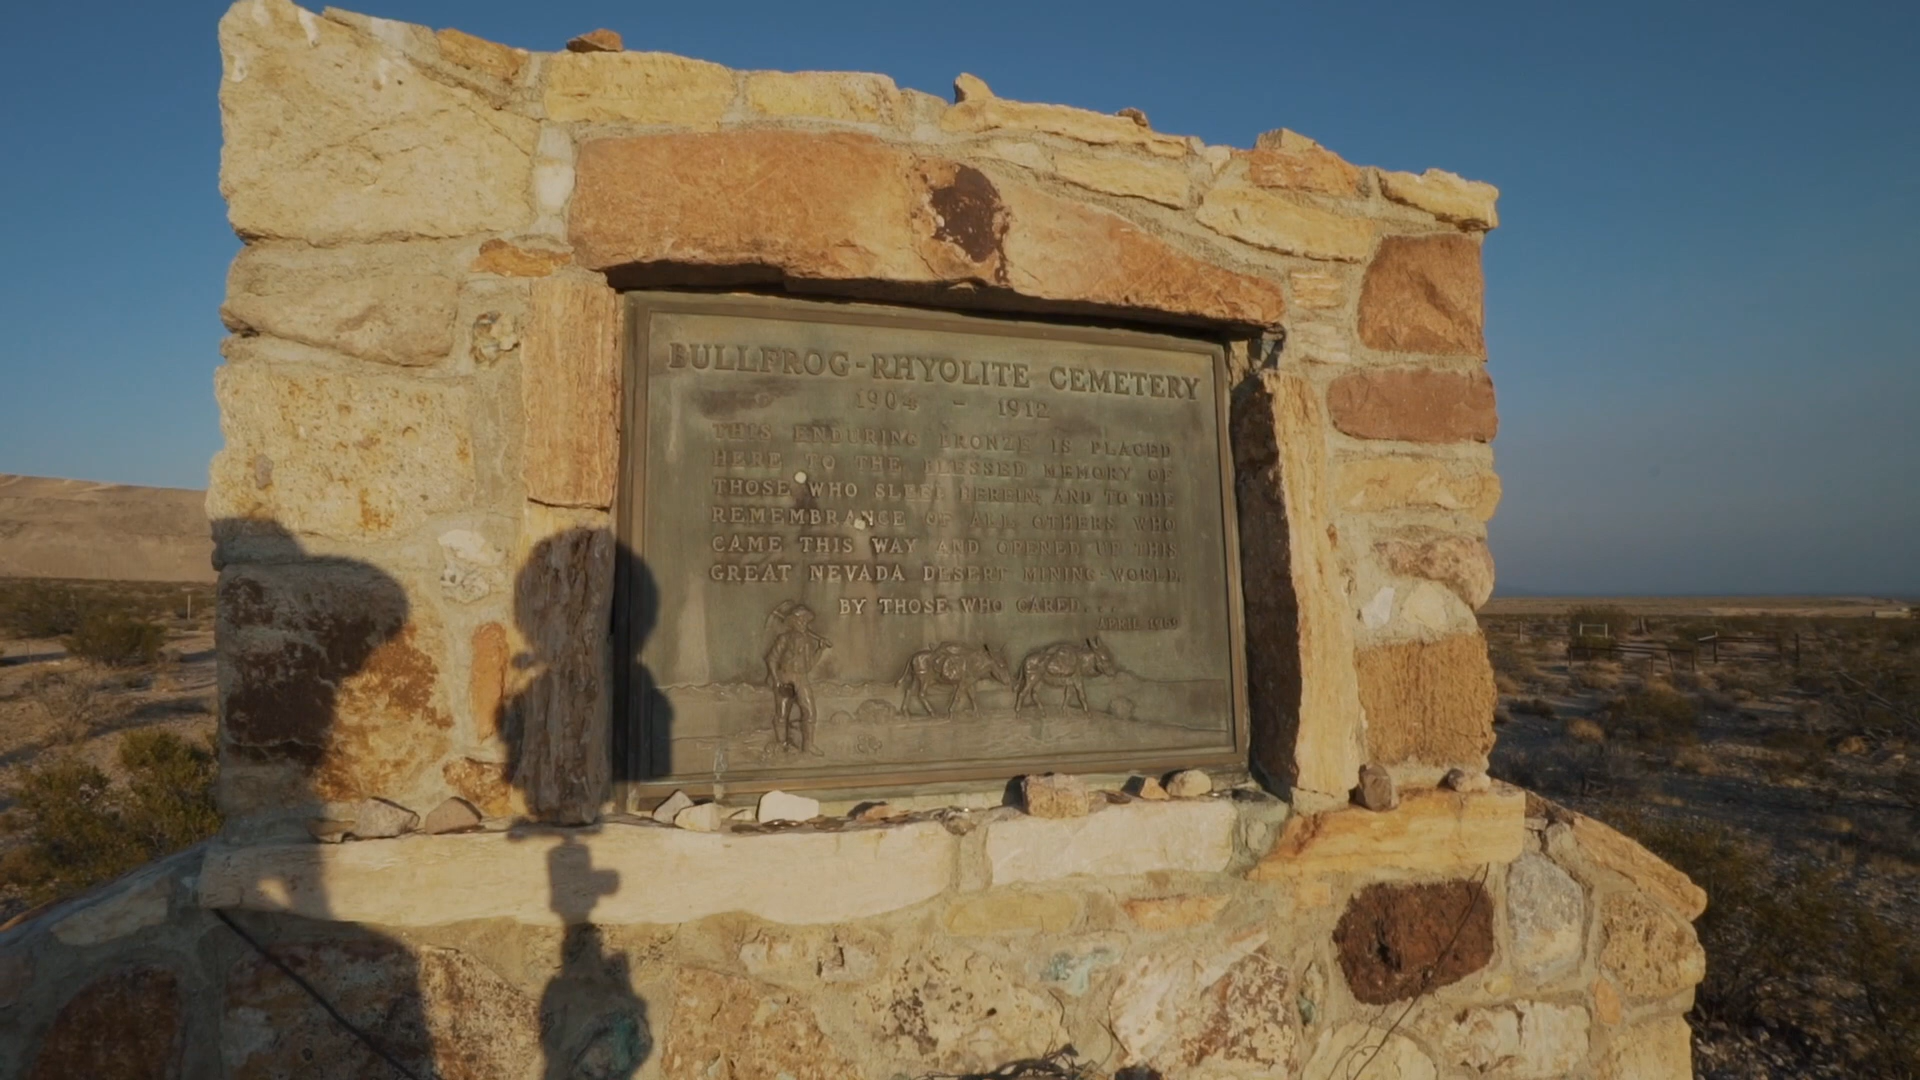 BULLFROG-RHYOLITE CEMETERY
1904 - 1912
THIS ENDURING BRONZE IS PLACED
HERE TO THE BLESSED MEMORY OF
THOSE WHO SLEEP HEREIN, AND TO THE
REMEMBRANCE OF ALL OTHERS WHO
CAME THIS WAY AND OPENED UP THIS
GREAT NEVADA DESERT MINING-WORLD.
BY THOSE WHO CARED...
APRIL